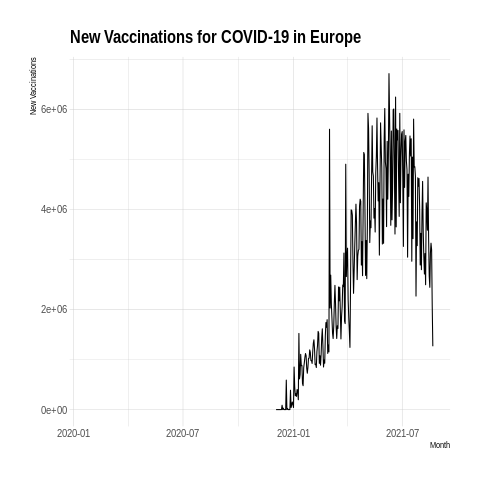 New Vaccinations for COVID-19 in Europe
New Vaccinations
6e+06
4e+06
2e+06
0e+00
2020-01
2020-07
2021-01
2021-07
Month